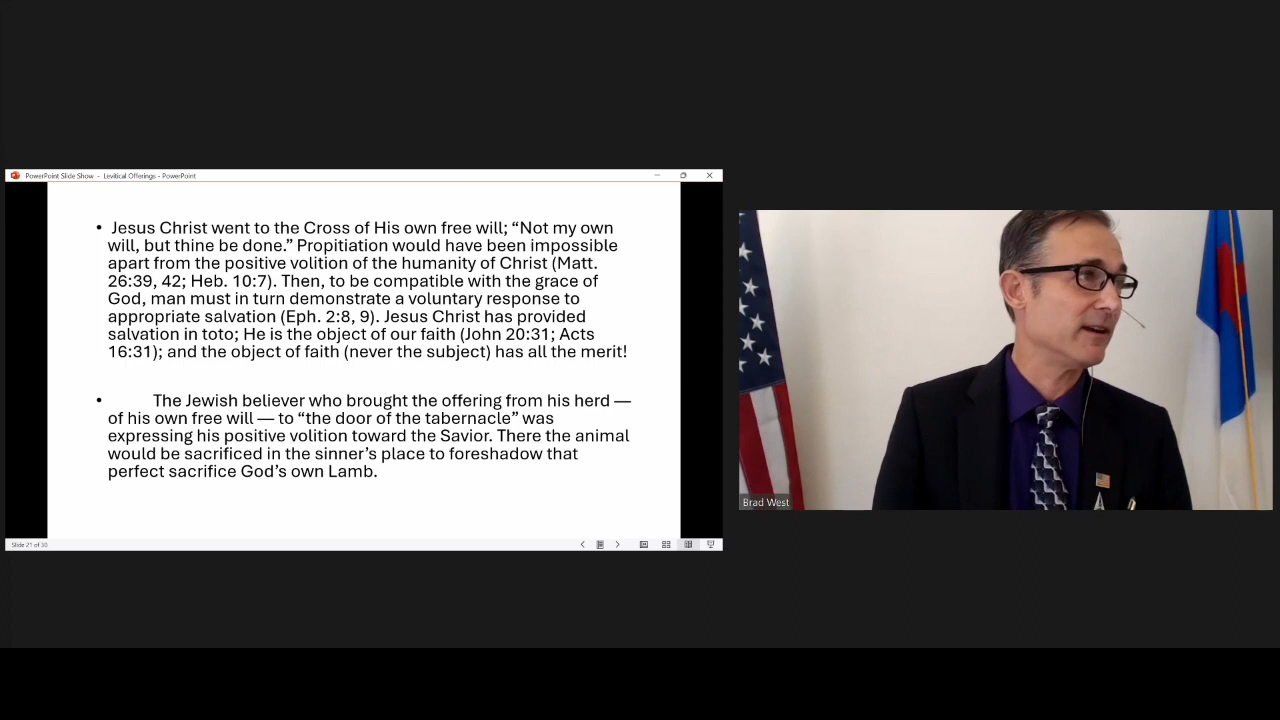 PowerPoint Slide Show - Levitical Offerings - PowerPoint
• Jesus Christ went to the Cross of His own free will; “Not my own
will, but thine be done.” Propitiation would have been impossible
apart from the positive volition of the humanity of Christ (Matt.
26:39, 42; Heb. 10:7). Then, to be compatible with the grace of
God, man must in turn demonstrate a voluntary response to
appropriate salvation (Eph. 2:8, 9). Jesus Christ has provided
salvation in toto; He is the object of our faith (John 20:31; Acts
16:31); and the object of faith (never the subject) has all the merit!
• The Jewish believer who brought the offering from his herd —
of his own free will — to “the door of the tabernacle” was
expressing his positive volition toward the Savior. There the animal
would be sacrificed in the sinner’s place to foreshadow that
perfect sacrifice God’s own Lamb.
Slide 21 of 30
Brad West